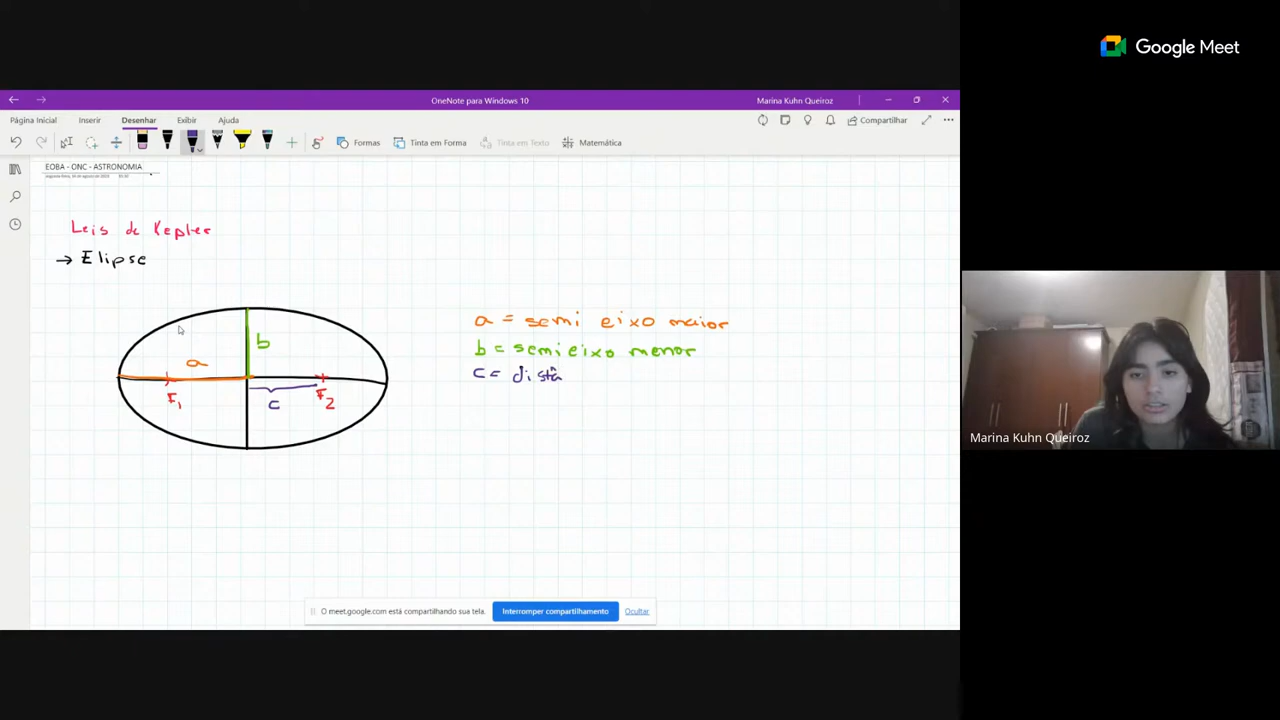 Google Meet
OneNote para Windows 10
Marina Kuhn Queiroz
Página Inicial Inserir Desenhar Exibir Ajuda
Compartilhar
Formas Tinta em Forma Tinta em Texto Matemática
EOBA - ONC - ASTRONOMIA
Leis de Kepler
→ Elipse
a = semi eixo maior
b = semieixo menor
c = distâ
b
a
F1
c
F2
Marina Kuhn Queiroz
O meet.google.com está compartilhando sua tela. Interromper compartilhamento Ocultar